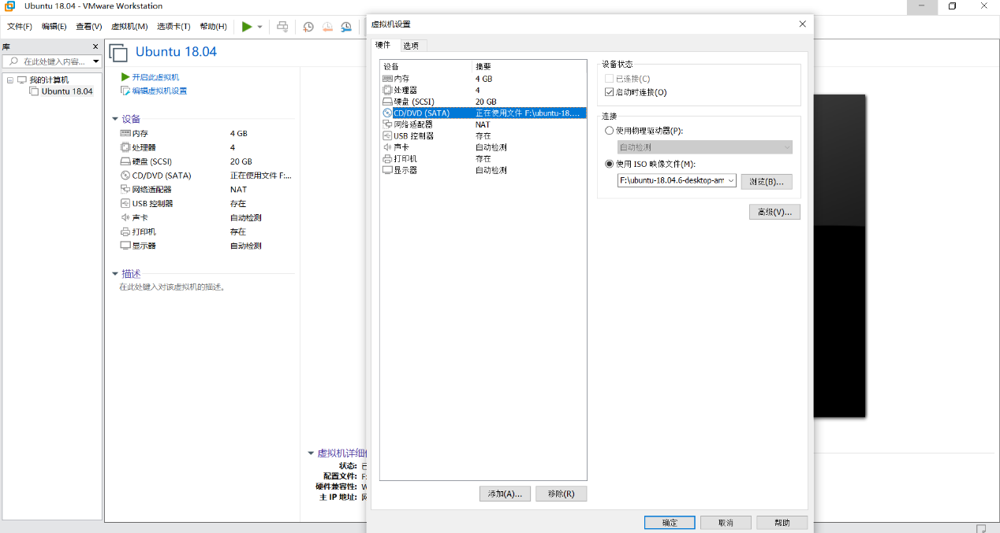 Ubuntu 18.04 - VMware Workstation
文件(F) 编辑(E) 查看(V) 虚拟机(M) 选项卡(T) 帮助(H)
库
在此处键入内容...
我的计算机
Ubuntu 18.04
Ubuntu 18.04
开启此虚拟机
编辑虚拟机设置
设备
内存 4 GB
处理器 4
硬盘 (SCSI) 20 GB
CD/DVD (SATA) 正在使用文件 F:...
网络适配器 NAT
USB 控制器 存在
声卡 自动检测
打印机 存在
显示器 自动检测
描述
在此处键入对该虚拟机的描述。
虚拟机详细
状态:
配置文件: F:
硬件兼容性: W
主 IP 地址: 网
虚拟机设置
硬件 选项
设备 摘要
内存 4 GB
处理器 4
硬盘 (SCSI) 20 GB
CD/DVD (SATA) 正在使用文件 F:\ubuntu-18....
网络适配器 NAT
USB 控制器 存在
声卡 自动检测
打印机 存在
显示器 自动检测
添加(A)... 移除(R)
设备状态
已连接(C)
启动时连接(O)
连接
使用物理驱动器(P):
自动检测
使用 ISO 映像文件(M):
F:\ubuntu-18.04.6-desktop-am 浏览(B)...
高级(V)...
确定 取消 帮助